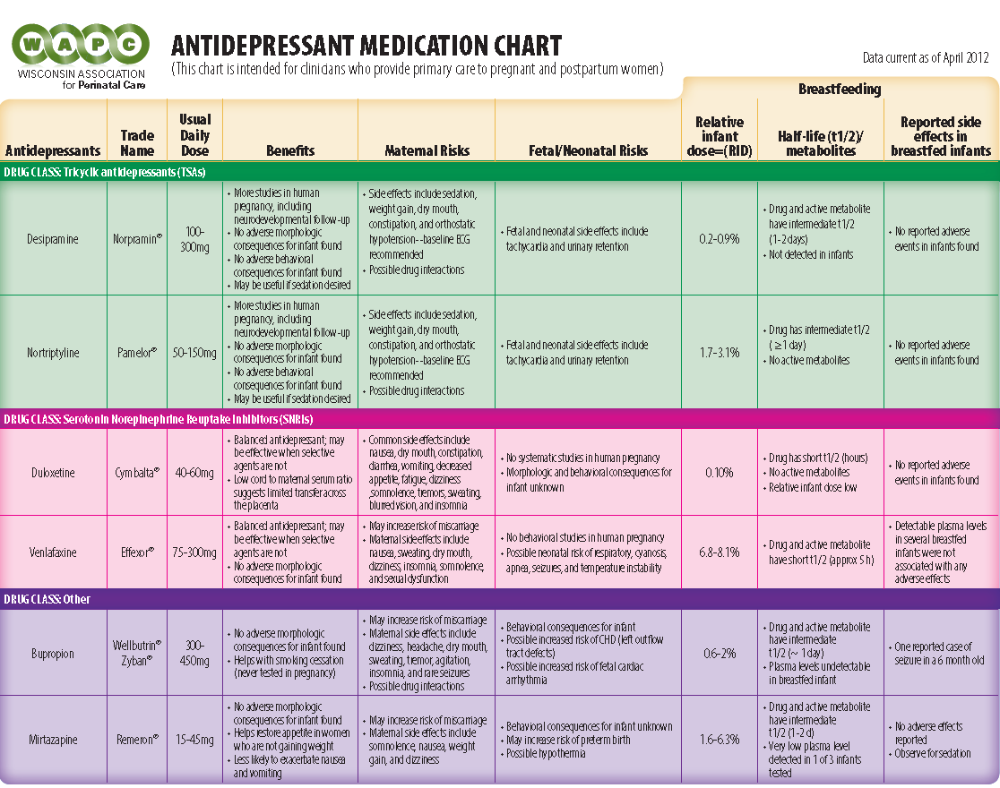 WAPC
WISCONSIN ASSOCIATION
for Perinatal Care
ANTIDEPRESSANT MEDICATION CHART
(This chart is intended for clinicians who provide primary care to pregnant and postpartum women)
Data current as of April 2012
Breastfeeding
Antidepressants
Trade
Name
Usual
Daily
Dose
Benefits
Maternal Risks
Fetal/Neonatal Risks
Relative
infant
dose=(RID)
Half-life (t1/2)/
metabolites
Reported side
effects in
breastfed infants
DRUG CLASS: Tricyclic antidepressants (TSAs)
Desipramine
Norpramin®
100-
300mg
• More studies in human
pregnancy, including
neurodevelopmental follow-up
• No adverse morphologic
consequences for infant found
• No adverse behavioral
consequences for infant found
• May be useful if sedation desired
• Side effects include sedation,
weight gain, dry mouth,
constipation, and orthostatic
hypotension--baseline ECG
recommended
• Possible drug interactions
• Fetal and neonatal side effects include
tachycardia and urinary retention
0.2-0.9%
• Drug and active metabolite
have intermediate t1/2
(1-2 days)
• Not detected in infants
• No reported adverse
events in infants found
Nortriptyline
Pamelor®
50-150mg
• More studies in human
pregnancy, including
neurodevelopmental follow-up
• No adverse morphologic
consequences for infant found
• No adverse behavioral
consequences for infant found
• May be useful if sedation desired
• Side effects include sedation,
weight gain, dry mouth,
constipation, and orthostatic
hypotension--baseline ECG
recommended
• Possible drug interactions
• Fetal and neonatal side effects include
tachycardia and urinary retention
1.7-3.1%
• Drug has intermediate t1/2
( ≥1 day)
• No active metabolites
• No reported adverse
events in infants found
DRUG CLASS: Serotonin Norepinephrine Reuptake Inhibitors (SNRIs)
Duloxetine
Cymbalta®
40-60mg
• Balanced antidepressant; may
be effective when selective
agents are not
• Low cord to maternal serum ratio
suggests limited transfer across
the placenta
• Common side effects include
nausea, dry mouth, constipation,
diarrhea, vomiting, decreased
appetite, fatigue, dizziness
,somnolence, tremors, sweating,
blurred vision, and insomnia
• No systematic studies in human pregnancy
• Morphologic and behavioral consequences for
infant unknown
0.10%
• Drug has short t1/2 (hours)
• No active metabolites
• Relative infant dose low
• No reported adverse
events in infants found
Venlafaxine
Effexor®
75-300mg
• Balanced antidepressant; may
be effective when selective
agents are not
• No adverse morphologic
consequences for infant found
• May increase risk of miscarriage
• Maternal side effects include
nausea, sweating, dry mouth,
dizziness, insomnia, somnolence,
and sexual dysfunction
• No behavioral studies in human pregnancy
• Possible neonatal risk of respiratory, cyanosis,
apnea, seizures, and temperature instability
6.8-8.1%
• Drug and active metabolite
have short t1/2 (approx 5 h)
• Detectable plasma levels
in several breastfed
infants were not
associated with any
adverse effects
DRUG CLASS: Other
Bupropion
Wellbutrin®
Zyban®
300-
450mg
• No adverse morphologic
consequences for infant found
• Helps with smoking cessation
(never tested in pregnancy)
• May increase risk of miscarriage
• Maternal side effects include
dizziness, headache, dry mouth,
sweating, tremor, agitation,
insomnia, and rare seizures
• Possible drug interactions
• Behavioral consequences for infant
• Possible increased risk of CHD (left outflow
tract defects)
• Possible increased risk of fetal cardiac
arrhythmia
0.6-2%
• Drug and active metabolite
have intermediate
t1/2 (~ 1 day)
• Plasma levels undetectable
in breastfed infant
• One reported case of
seizure in a 6 month old
Mirtazapine
Remeron®
15-45mg
• No adverse morphologic
consequences for infant found
• Helps restore appetite in women
who are not gaining weight
• Less likely to exacerbate nausea
and vomiting
• May increase risk of miscarriage
• Maternal side effects include
somnolence, nausea, weight
gain, and dizziness
• Behavioral consequences for infant unknown
• May increase risk of preterm birth
• Possible hypothermia
1.6-6.3%
• Drug and active metabolite
have intermediate
t1/2 (1-2 d)
• Very low plasma level
detected in 1 of 3 infants
tested
• No adverse effects
reported
• Observe for sedation